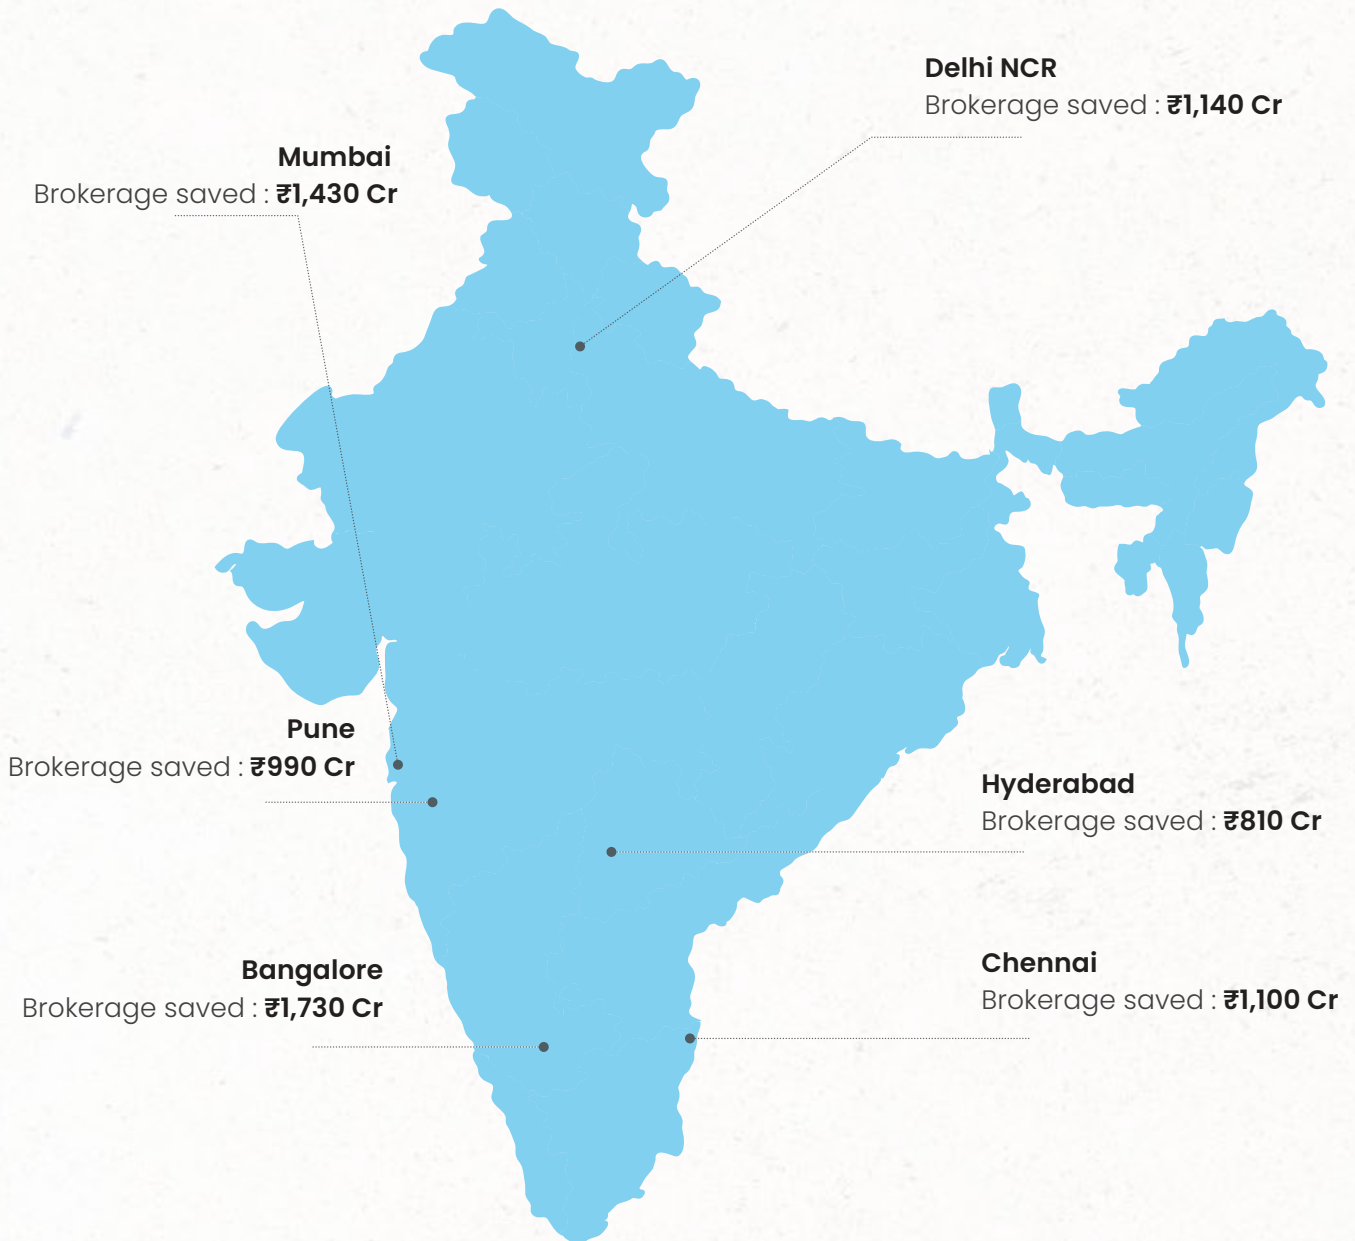 Delhi NCR
Brokerage saved : ₹1,140 Cr
Mumbai
Brokerage saved : ₹1,430 Cr
Pune
Brokerage saved : ₹990 Cr
Hyderabad
Brokerage saved : ₹810 Cr
Bangalore
Brokerage saved : ₹1,730 Cr
Chennai
Brokerage saved : ₹1,100 Cr